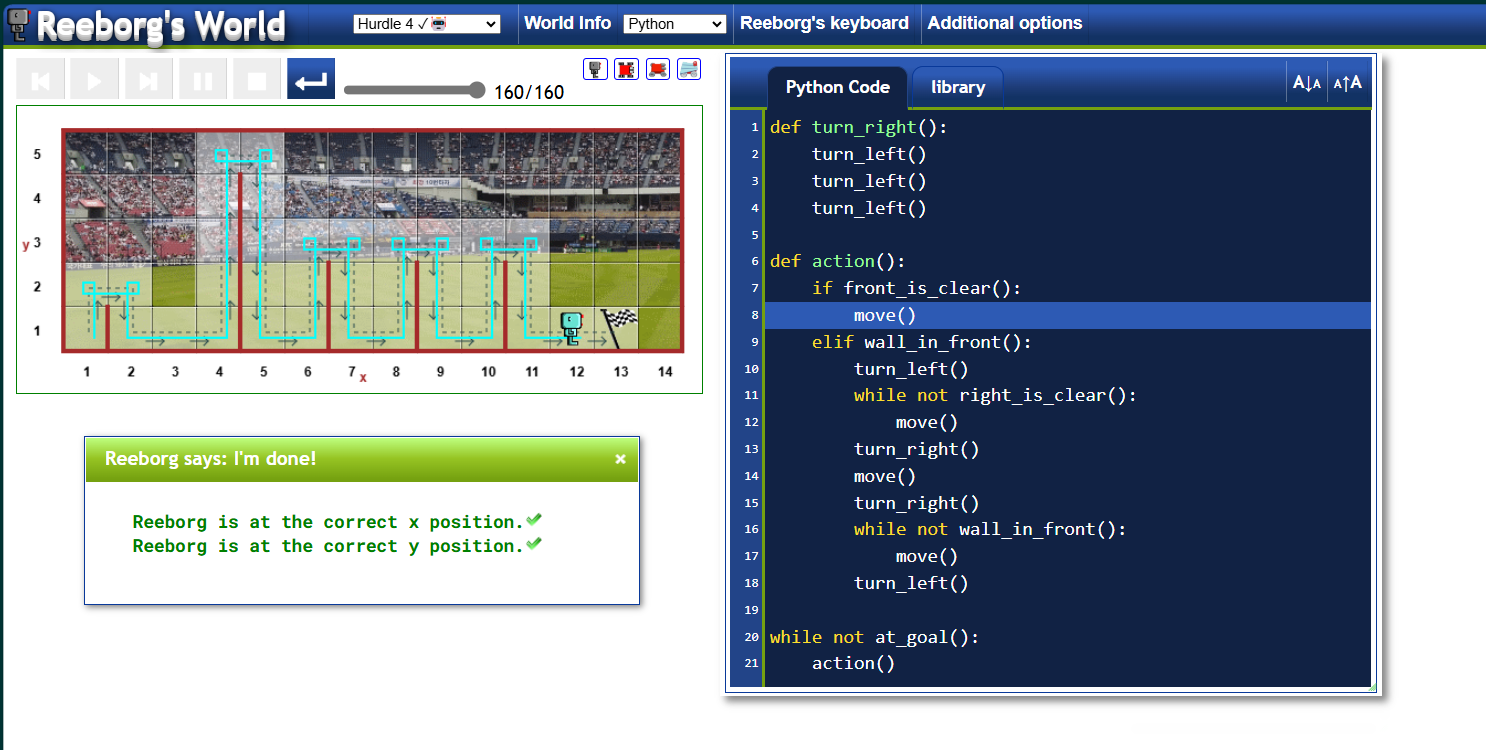 Reeborg's World
Hurdle 4 ✓🤖
World Info
Python
Reeborg's keyboard
Additional options
160/160
5
4
y 3
2
1
1 2 3 4 5 6 7 x 8 9 10 11 12 13 14
Reeborg says: I'm done!
×
Reeborg is at the correct x position.
Reeborg is at the correct y position.
Python Code
library
A↓A A↑A
1 def turn_right():
2     turn_left()
3     turn_left()
4     turn_left()
5
6 def action():
7     if front_is_clear():
8         move()
9     elif wall_in_front():
10         turn_left()
11         while not right_is_clear():
12             move()
13         turn_right()
14         move()
15         turn_right()
16         while not wall_in_front():
17             move()
18         turn_left()
19
20 while not at_goal():
21     action()